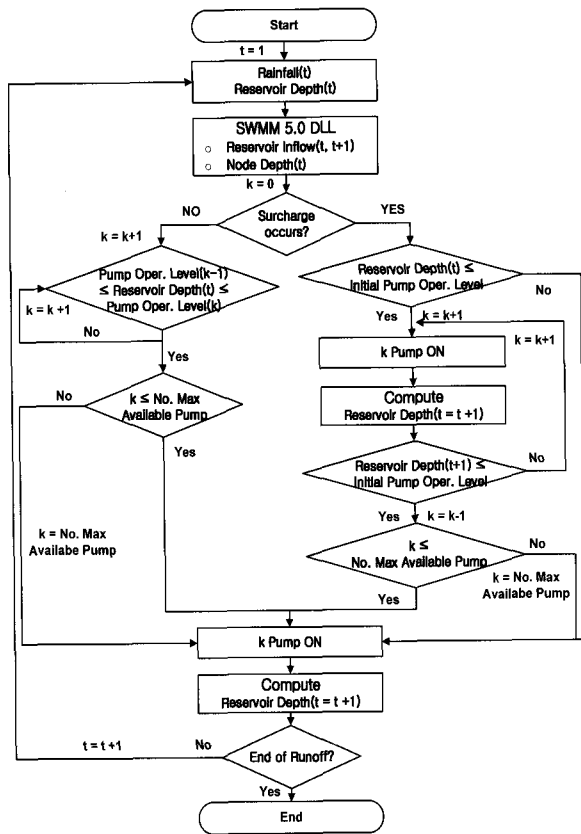 Start
t = 1
Rainfall(t)
Reservoir Depth(t)
SWMM 5.0 DLL
○ Reservoir Inflow(t, t+1)
○ Node Depth(t)
k = 0
NO
Surcharge
occurs?
YES
k = k+1
Pump Oper. Level(k-1)
≤ Reservoir Depth(t) ≤
Pump Oper. Level(k)
k = k +1
No
Yes
Reservoir Depth(t) ≤
Initial Pump Oper. Level
No
Yes
k = k+1
k = k+1
k Pump ON
Compute
Reservoir Depth(t = t +1)
No
k ≤ No. Max
Available Pump
Yes
Reservoir Depth(t+1) ≤
Initial Pump Oper. Level
No
Yes
k = k-1
k = No. Max
Availabe Pump
k ≤
No. Max Available Pump
No
k = No. Max
Availabe Pump
Yes
k Pump ON
Compute
Reservoir Depth(t = t +1)
t = t +1
No
End of Runoff?
Yes
End